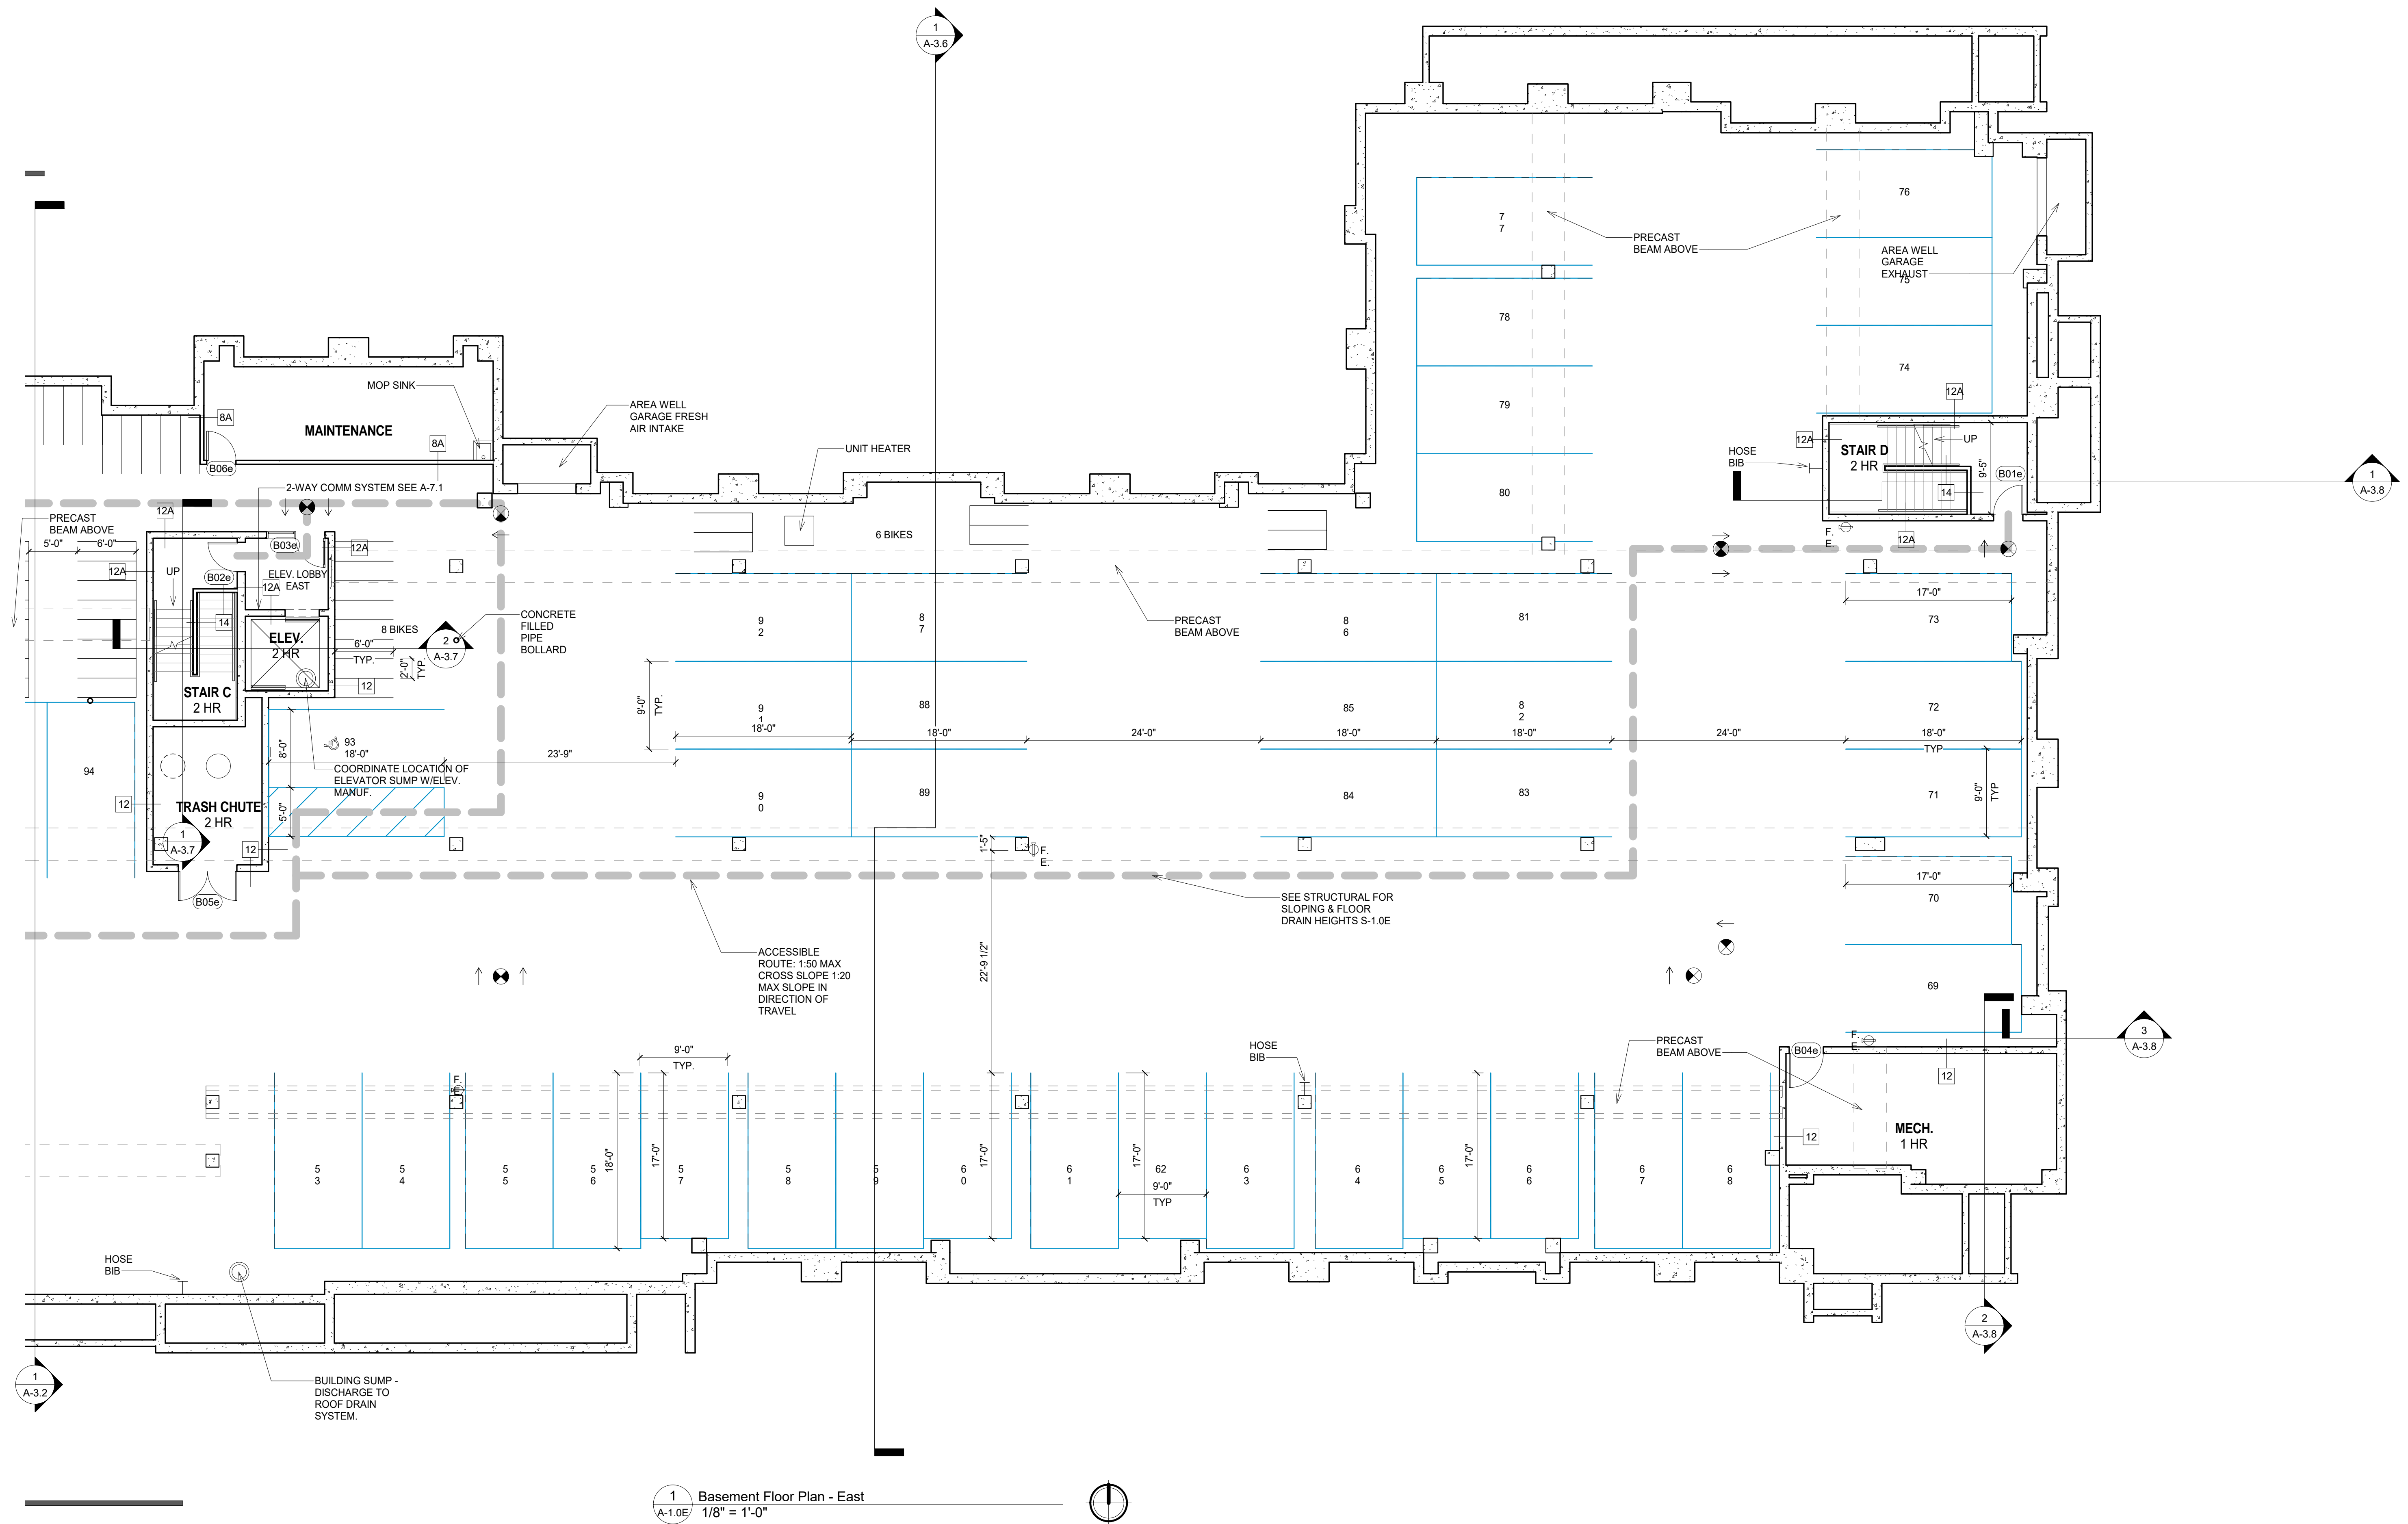 1
A-3.6
76
7
7
PRECAST
BEAM ABOVE
AREA WELL
GARAGE
EXHAUST
75
78
74
79
12A
MOP SINK
8A
MAINTENANCE
8A
B06e
AREA WELL
GARAGE FRESH
AIR INTAKE
UNIT HEATER
HOSE
BIB
12A
STAIR D
2 HR
UP
9'-5"
B01e
14
1
A-3.8
80
2-WAY COMM SYSTEM SEE A-7.1
12A
PRECAST
BEAM ABOVE
5'-0"
6'-0"
B03e
12A
6 BIKES
F.
E.
12A
12A
UP
B02e
ELEV. LOBBY
EAST
12A
14
ELEV.
2 HR
8 BIKES
6'-0"
TYP.
2'-0"
TYP.
2
A-3.7
CONCRETE
FILLED
PIPE
BOLLARD
12
STAIR C
2 HR
9
2
8
7
PRECAST
BEAM ABOVE
8
6
81
17'-0"
73
9'-0"
TYP.
9
1
18'-0"
88
18'-0"
24'-0"
85
18'-0"
8
2
18'-0"
24'-0"
72
18'-0"
TYP
94
8'-0"
93
18'-0"
23'-9"
COORDINATE LOCATION OF
ELEVATOR SUMP W/ELEV.
MANUF.
5'-0"
12
TRASH CHUTE
2 HR
1
A-3.7
12
B05e
9
0
89
84
83
71
9'-0"
TYP
1'-5"
F.
E.
17'-0"
70
SEE STRUCTURAL FOR
SLOPING & FLOOR
DRAIN HEIGHTS S-1.0E
ACCESSIBLE
ROUTE: 1:50 MAX
CROSS SLOPE 1:20
MAX SLOPE IN
DIRECTION OF
TRAVEL
22'-9 1/2"
69
9'-0"
TYP.
HOSE
BIB
PRECAST
BEAM ABOVE
B04e
F.
E.
3
A-3.8
12
F.
E.
MECH.
1 HR
12
5
3
5
4
5
5
5
6
18'-0"
17'-0"
5
7
5
8
5
9
6
0
17'-0"
6
1
17'-0"
62
9'-0"
TYP
6
3
6
4
6
5
17'-0"
6
6
6
7
6
8
HOSE
BIB
2
A-3.8
1
A-3.2
BUILDING SUMP -
DISCHARGE TO
ROOF DRAIN
SYSTEM.
1
A-1.0E
Basement Floor Plan - East
1/8" = 1'-0"